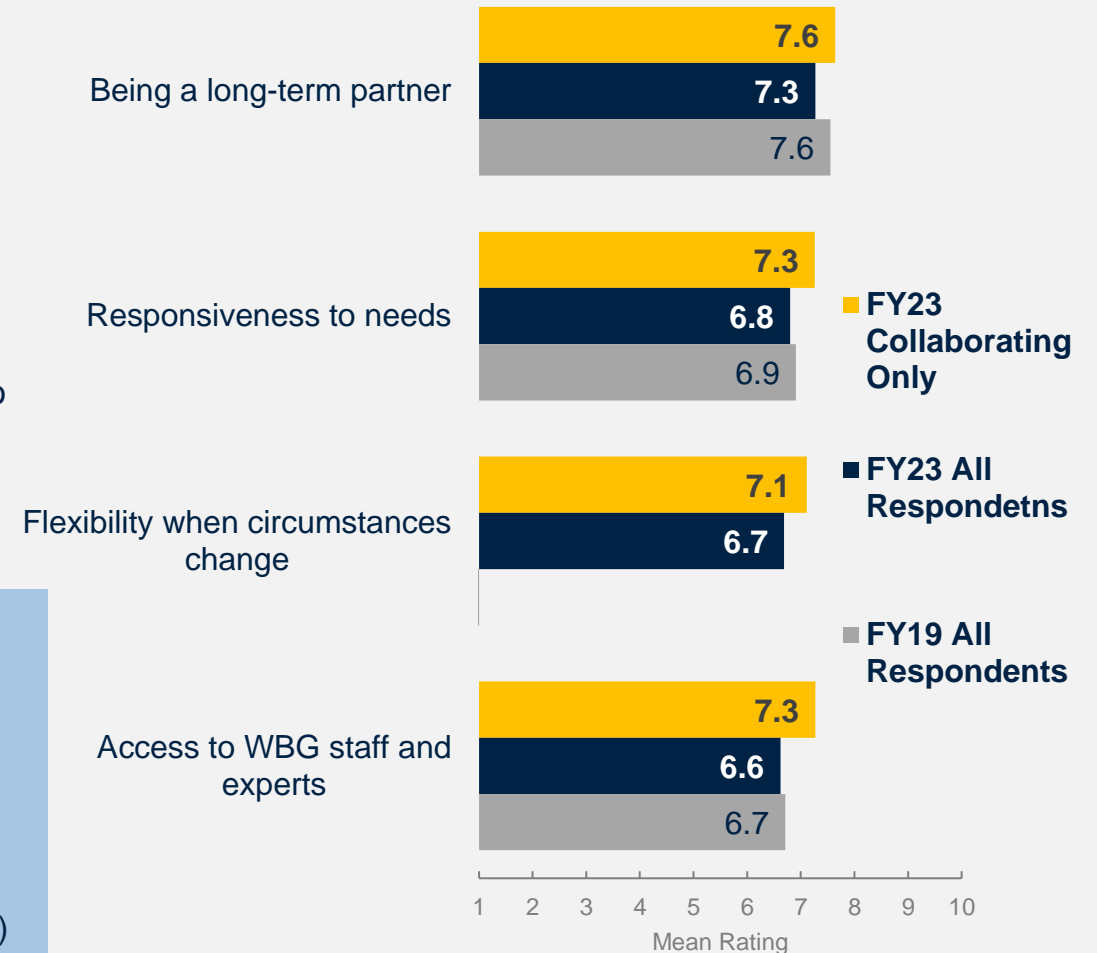 7.6
Being a long-term partner
7.3
7.6
7.3
Responsiveness to needs
6.8
6.9
FY23
Collaborating
Only
7.1
Flexibility when circumstances
change
6.7
FY23 All
Respondetns
FY19 All
Respondents
7.3
Access to WBG staff and
experts
6.6
6.7
1 2 3 4 5 6 7 8 9 10
Mean Rating
)